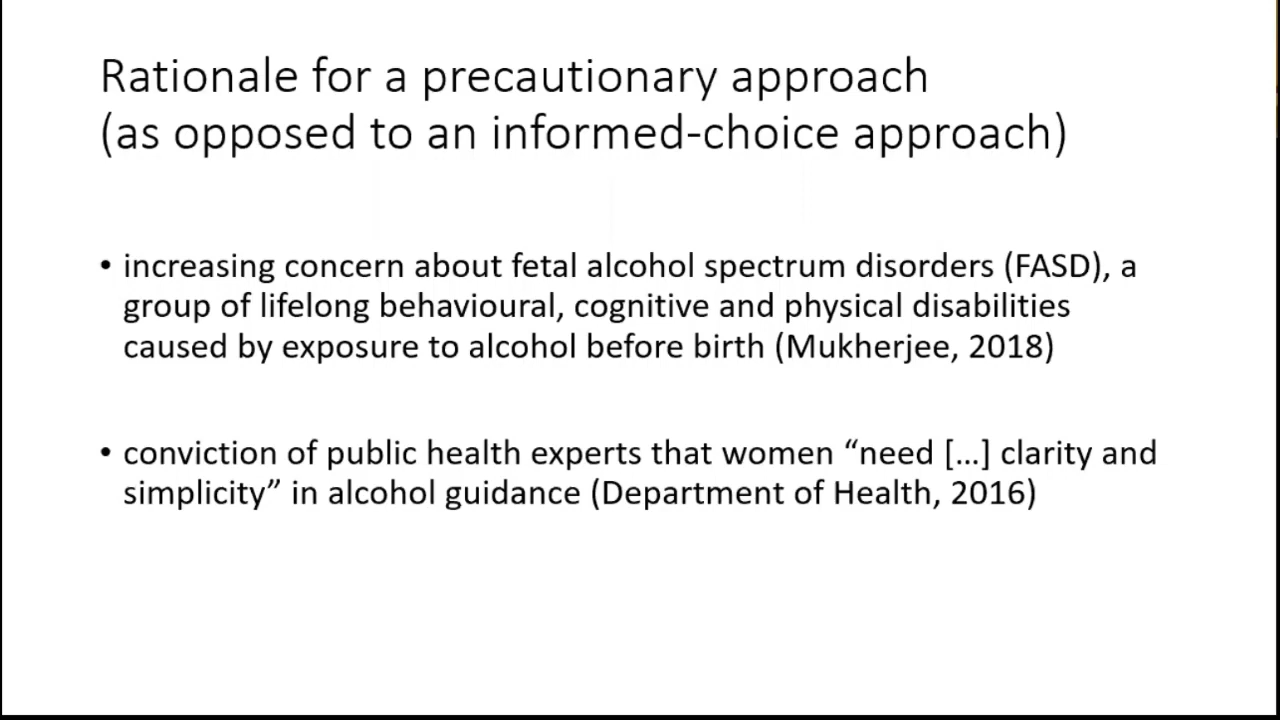 Rationale for a precautionary approach
(as opposed to an informed-choice approach)
• increasing concern about fetal alcohol spectrum disorders (FASD), a
group of lifelong behavioural, cognitive and physical disabilities
caused by exposure to alcohol before birth (Mukherjee, 2018)
• conviction of public health experts that women “need […] clarity and
simplicity” in alcohol guidance (Department of Health, 2016)